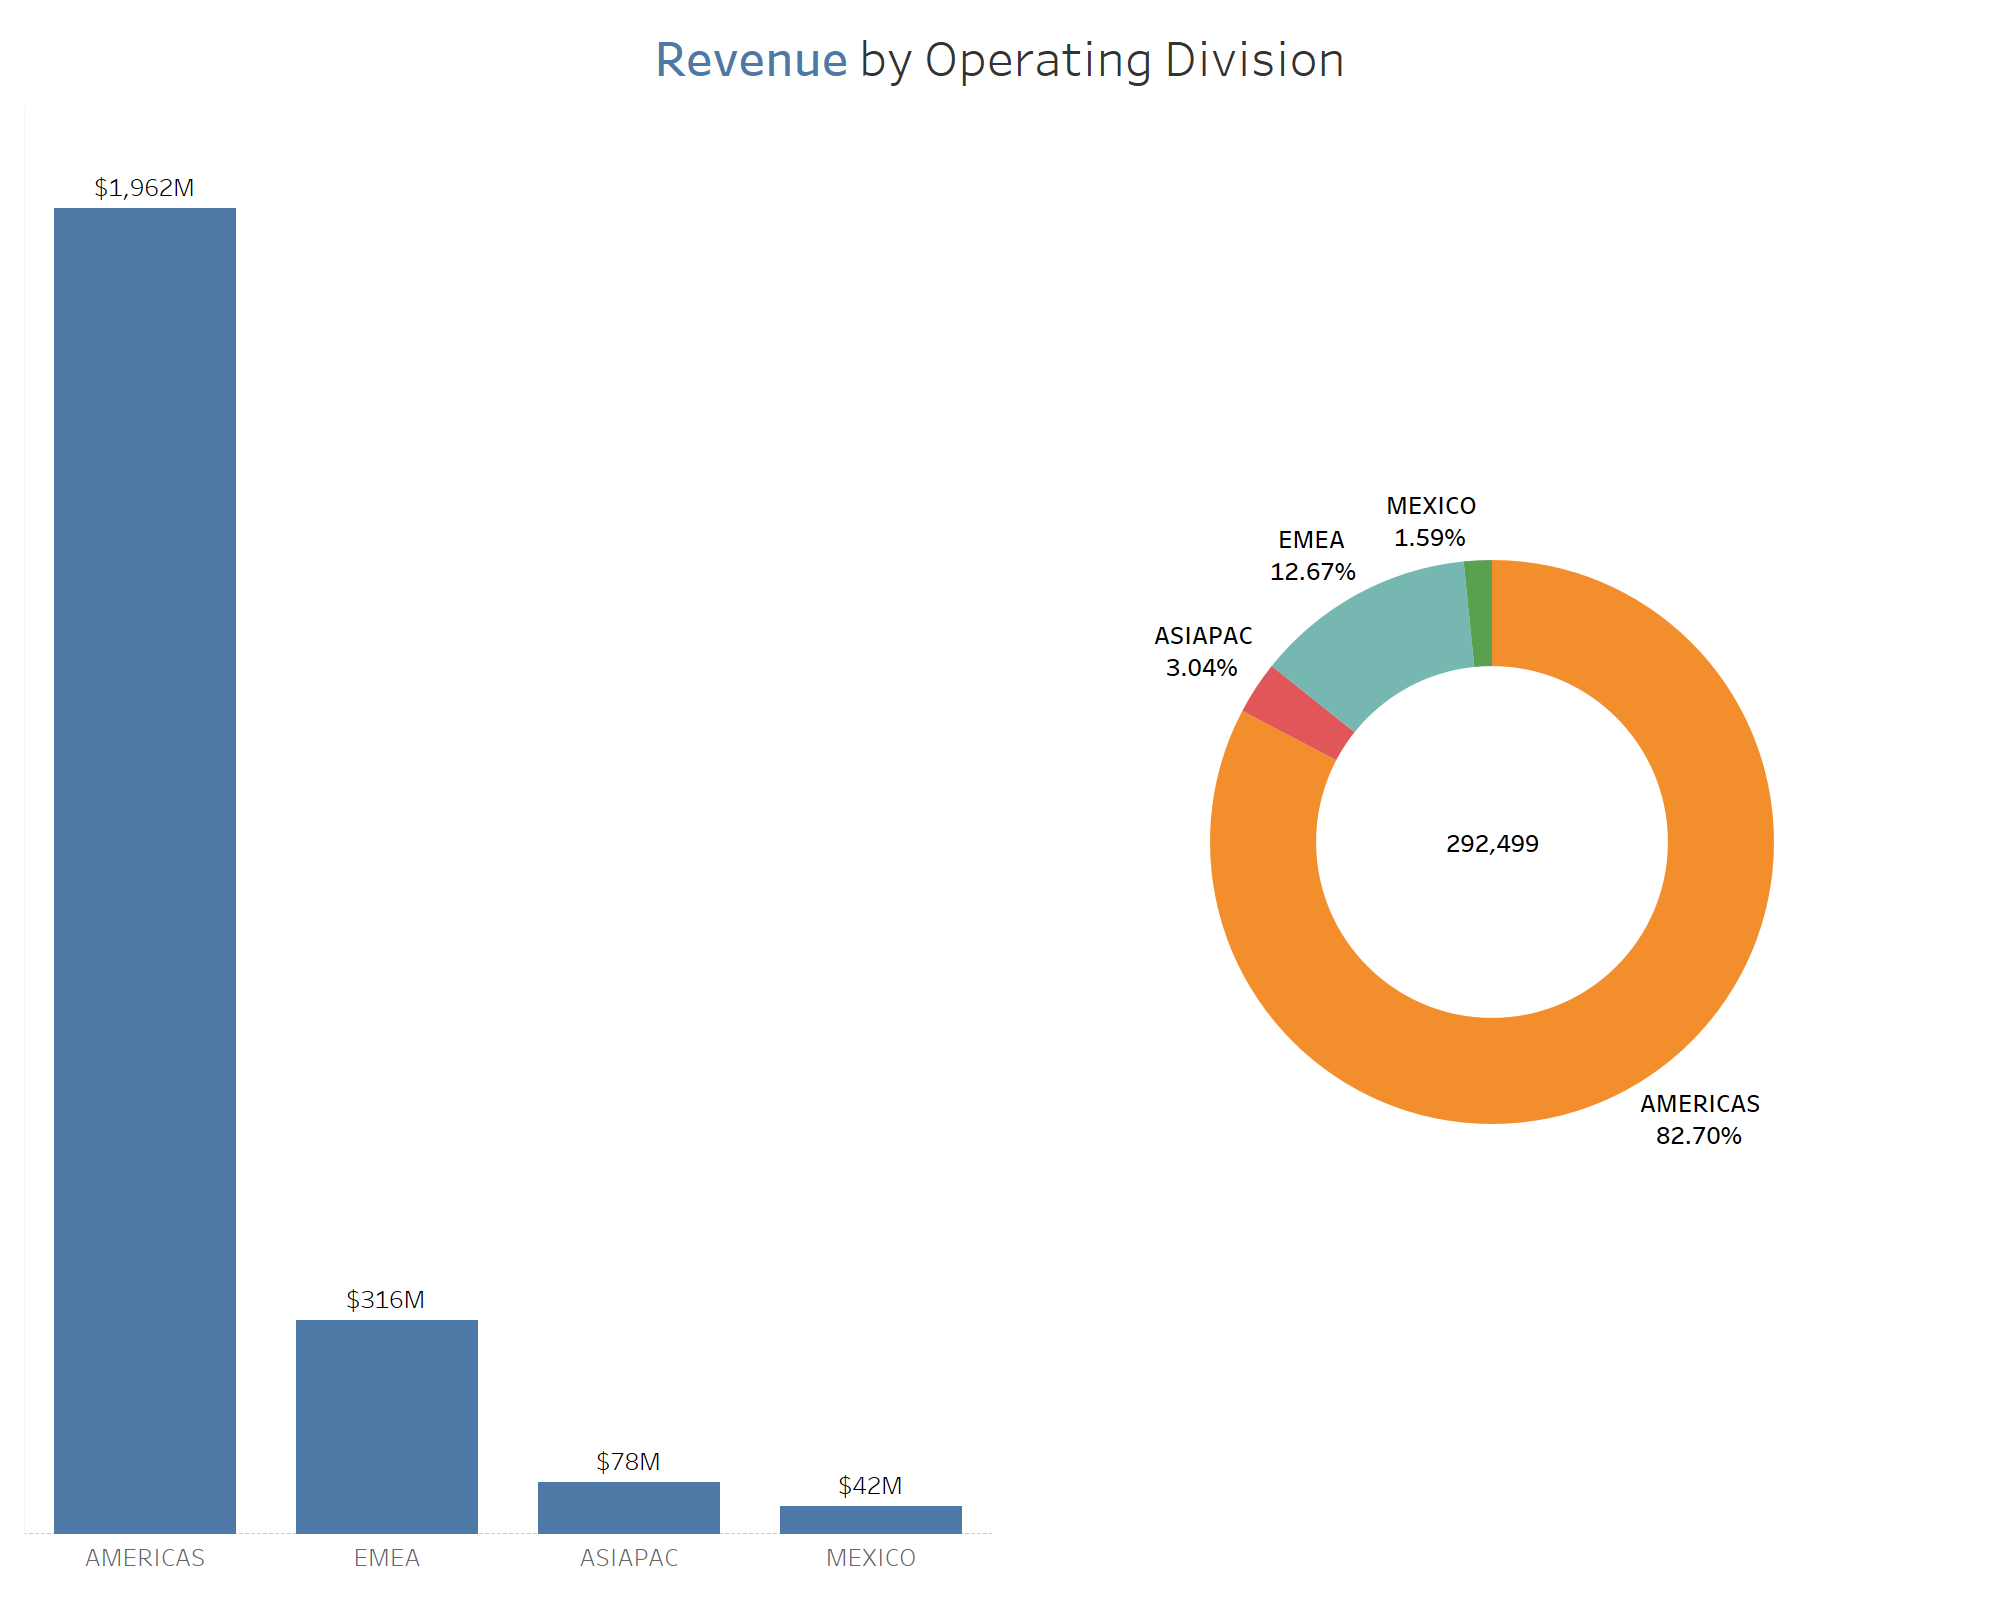 Revenue by Operating Division
$1,962M
$316M
$78M
$42M
AMERICAS
EMEA
ASIAPAC
MEXICO
MEXICO
1.59%
EMEA
12.67%
ASIAPAC
3.04%
292,499
AMERICAS
82.70%